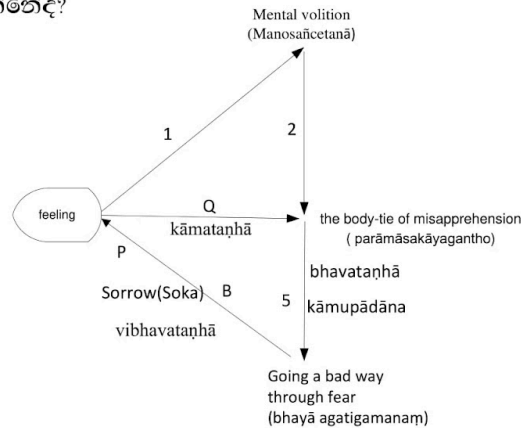 Mental volition
(Manosañcetanā)
1
2
feeling
Q
kāmataṇhā
the body-tie of misapprehension
( parāmāsakāyagantho)
P
bhavataṇhā
Sorrow(Soka) B
5
kāmupādāna
vibhavataṇhā
Going a bad way
through fear
(bhayā agatigamanaṃ)